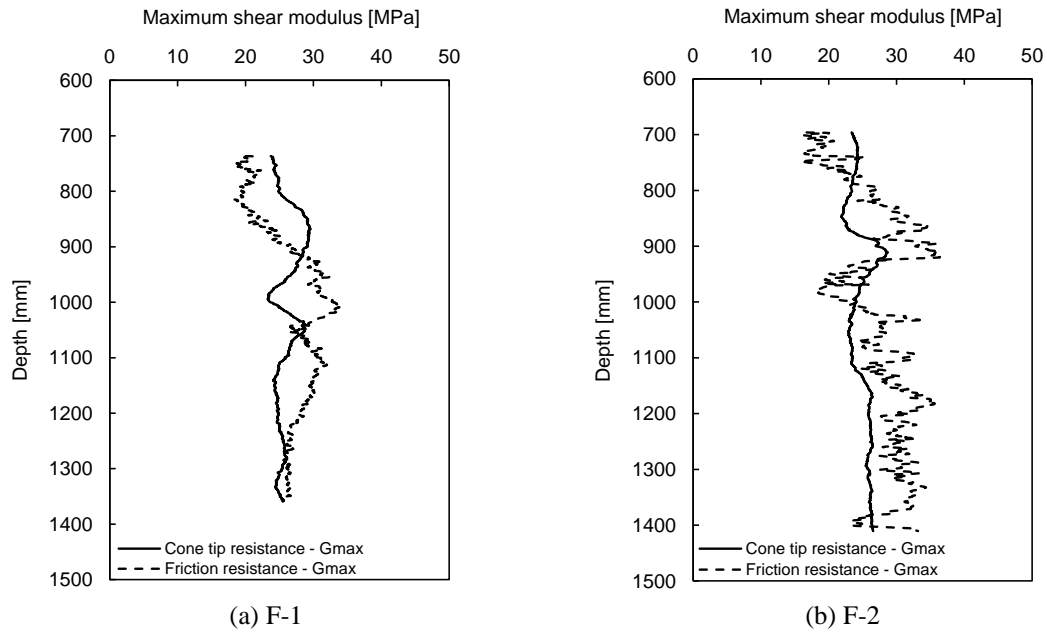 Maximum shear modulus [MPa]
0 10 20 30 40 50
600
700
800
900
1000
1100
1200
1300
1400
1500
Depth [mm]
Cone tip resistance - Gmax
Friction resistance - Gmax
(a) F-1
Maximum shear modulus [MPa]
0 10 20 30 40 50
600
700
800
900
1000
1100
1200
1300
1400
1500
Depth [mm]
Cone tip resistance - Gmax
Friction resistance - Gmax
(b) F-2